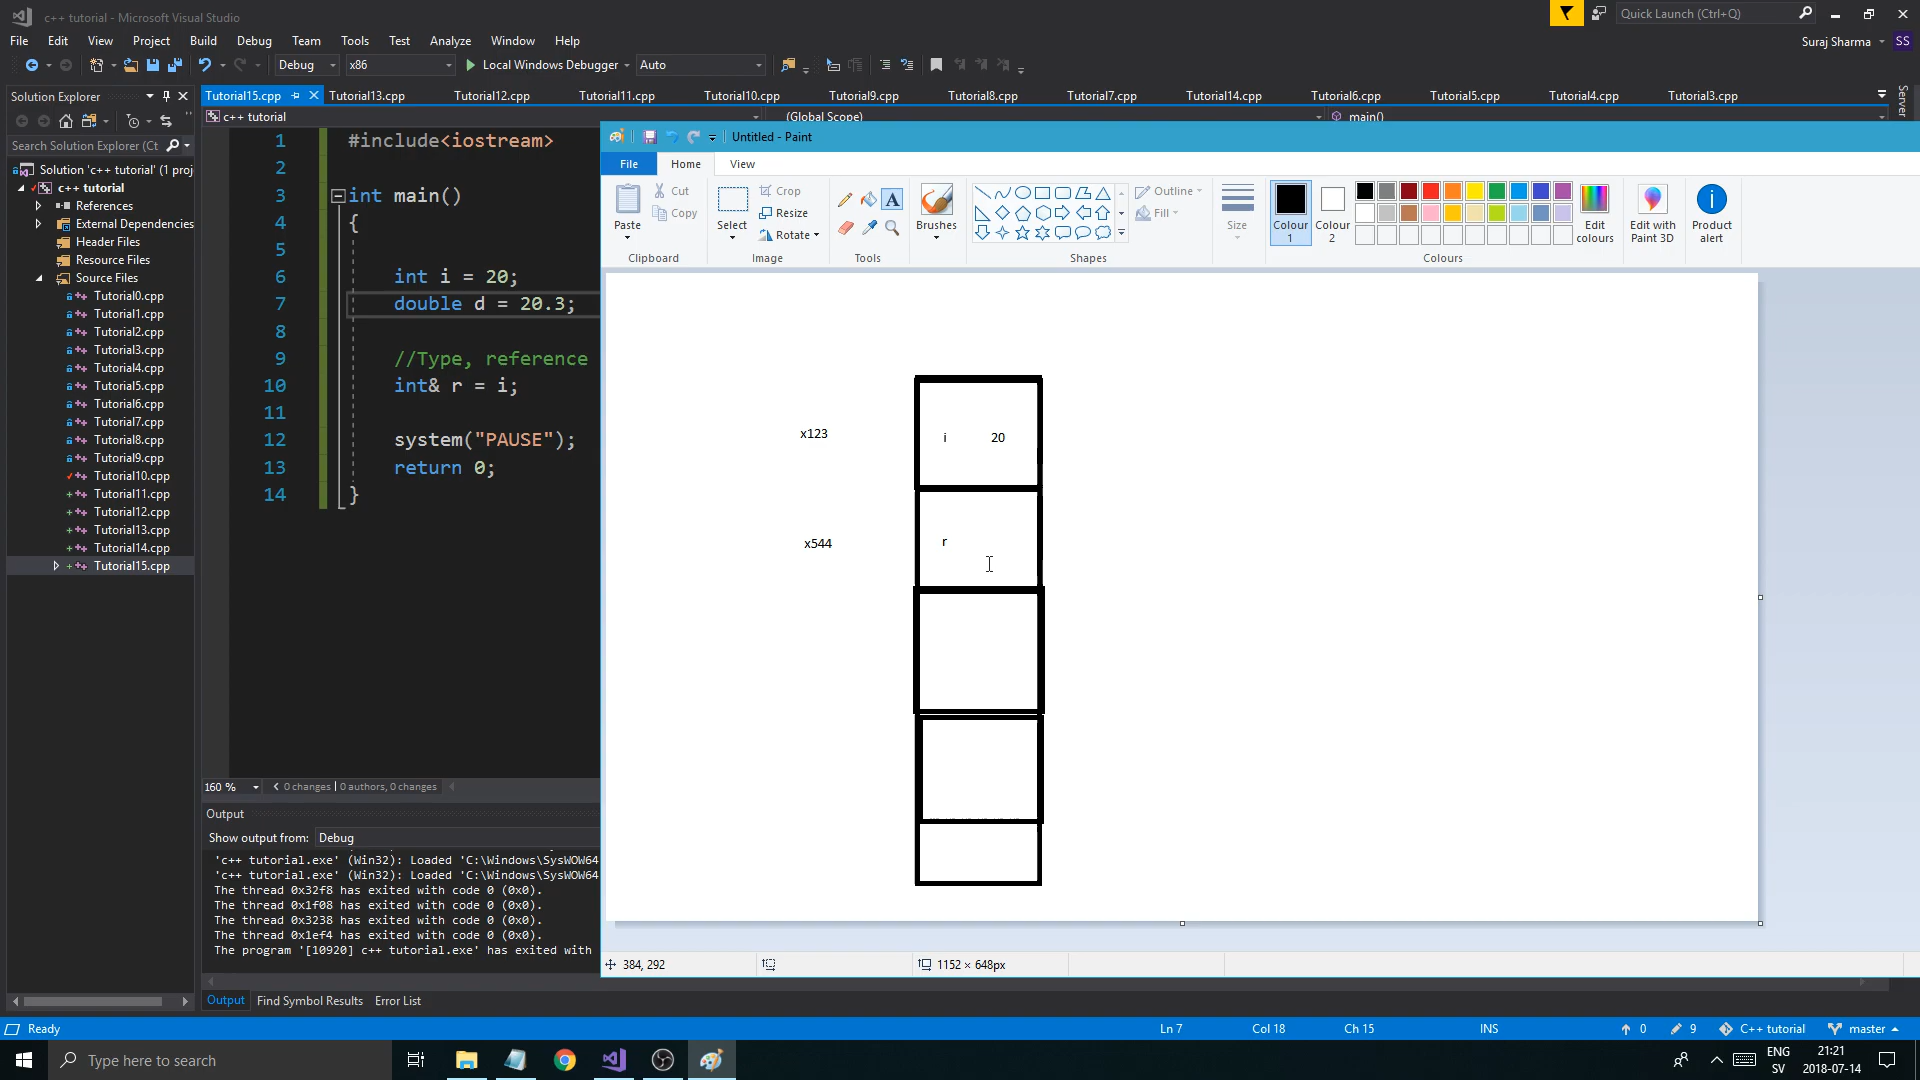 c++ tutorial - Microsoft Visual Studio
Quick Launch (Ctrl+Q)
File Edit View Project Build Debug Team Tools Test Analyze Window Help
Suraj Sharma SS
Debug x86 Local Windows Debugger Auto
Solution Explorer
Tutorial15.cpp Tutorial13.cpp Tutorial12.cpp Tutorial11.cpp Tutorial10.cpp Tutorial9.cpp Tutorial8.cpp Tutorial7.cpp Tutorial14.cpp Tutorial6.cpp Tutorial5.cpp Tutorial4.cpp Tutorial3.cpp
Server
c++ tutorial (Global Scope) main()
Search Solution Explorer (Ct
Solution 'c++ tutorial' (1 proj
c++ tutorial
References
External Dependencies
Header Files
Resource Files
Source Files
Tutorial0.cpp
Tutorial1.cpp
Tutorial2.cpp
Tutorial3.cpp
Tutorial4.cpp
Tutorial5.cpp
Tutorial6.cpp
Tutorial7.cpp
Tutorial8.cpp
Tutorial9.cpp
Tutorial10.cpp
Tutorial11.cpp
Tutorial12.cpp
Tutorial13.cpp
Tutorial14.cpp
Tutorial15.cpp
1 #include<iostream>
2
3 int main()
4 {
5
6 int i = 20;
7 double d = 20.3;
8
9 //Type, reference
10 int& r = i;
11
12 system("PAUSE");
13 return 0;
14 }
160 % 0 changes | 0 authors, 0 changes
Output
Show output from: Debug
'c++ tutorial.exe' (Win32): Loaded 'C:\Windows\SysWOW64
'c++ tutorial.exe' (Win32): Loaded 'C:\Windows\SysWOW64
The thread 0x32f8 has exited with code 0 (0x0).
The thread 0x1f08 has exited with code 0 (0x0).
The thread 0x3238 has exited with code 0 (0x0).
The thread 0x1ef4 has exited with code 0 (0x0).
The program '[10920] c++ tutorial.exe' has exited with
Output Find Symbol Results Error List
Untitled - Paint
File Home View
Paste Cut Copy
Clipboard
Select Crop Resize Rotate
Image
A
Tools
Brushes
Outline
Fill
Shapes
Size
Colour 1
Colour 2
Edit colours
Colours
Edit with Paint 3D
Product alert
x123 i 20
x544 r
384, 292
1152 × 648px
Ready Ln 7 Col 18 Ch 15 INS 0 9 C++ tutorial master
Type here to search
ENG
SV
21:21
2018-07-14